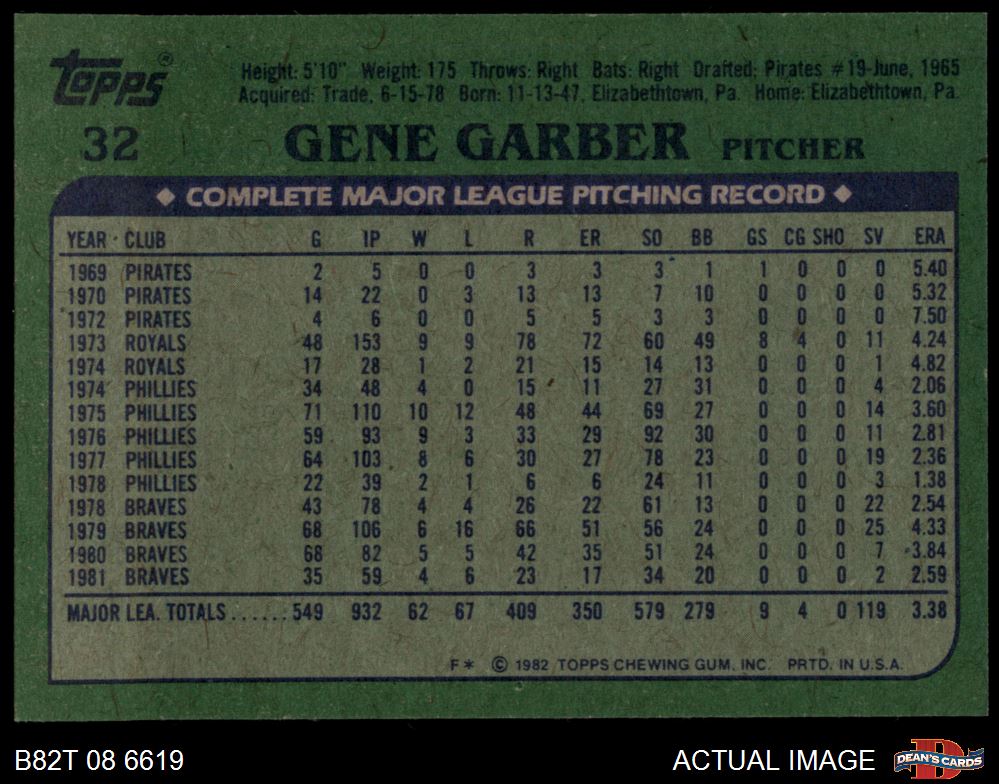 Topps®
Height: 5'10" Weight: 175 Throws: Right Bats: Right Drafted: Pirates #19-June, 1965
Acquired: Trade, 6-15-78 Born: 11-13-47, Elizabethtown, Pa. Home: Elizabethtown, Pa.
32 GENE GARBER PITCHER
◆ COMPLETE MAJOR LEAGUE PITCHING RECORD ◆
YEAR CLUB G IP W L R ER SO BB GS CG SHO SV ERA
1969 PIRATES 2 5 0 0 3 3 3 1 1 0 0 0 5.40
1970 PIRATES 14 22 0 3 13 13 7 10 0 0 0 0 5.32
1972 PIRATES 4 6 0 0 5 5 3 3 0 0 0 0 7.50
1973 ROYALS 48 153 9 9 78 72 60 49 8 4 0 11 4.24
1974 ROYALS 17 28 1 2 21 15 14 13 0 0 0 1 4.82
1974 PHILLIES 34 48 4 0 15 11 27 31 0 0 0 4 2.06
1975 PHILLIES 71 110 10 12 48 44 69 27 0 0 0 14 3.60
1976 PHILLIES 59 93 9 3 33 29 92 30 0 0 0 11 2.81
1977 PHILLIES 64 103 8 6 30 27 78 23 0 0 0 19 2.36
1978 PHILLIES 22 39 2 1 6 6 24 11 0 0 0 3 1.38
1978 BRAVES 43 78 4 4 26 22 61 13 0 0 0 22 2.54
1979 BRAVES 68 106 6 16 66 51 56 24 0 0 0 25 4.33
1980 BRAVES 68 82 5 5 42 35 51 24 0 0 0 7 3.84
1981 BRAVES 35 59 4 6 23 17 34 20 0 0 0 2 2.59
MAJOR LEA. TOTALS......549 932 62 67 409 350 579 279 9 4 0 119 3.38
F* © 1982 TOPPS CHEWING GUM, INC. PRTD. IN U.S.A.
B82T 08 6619 ACTUAL IMAGE D DEAN'S CARDS